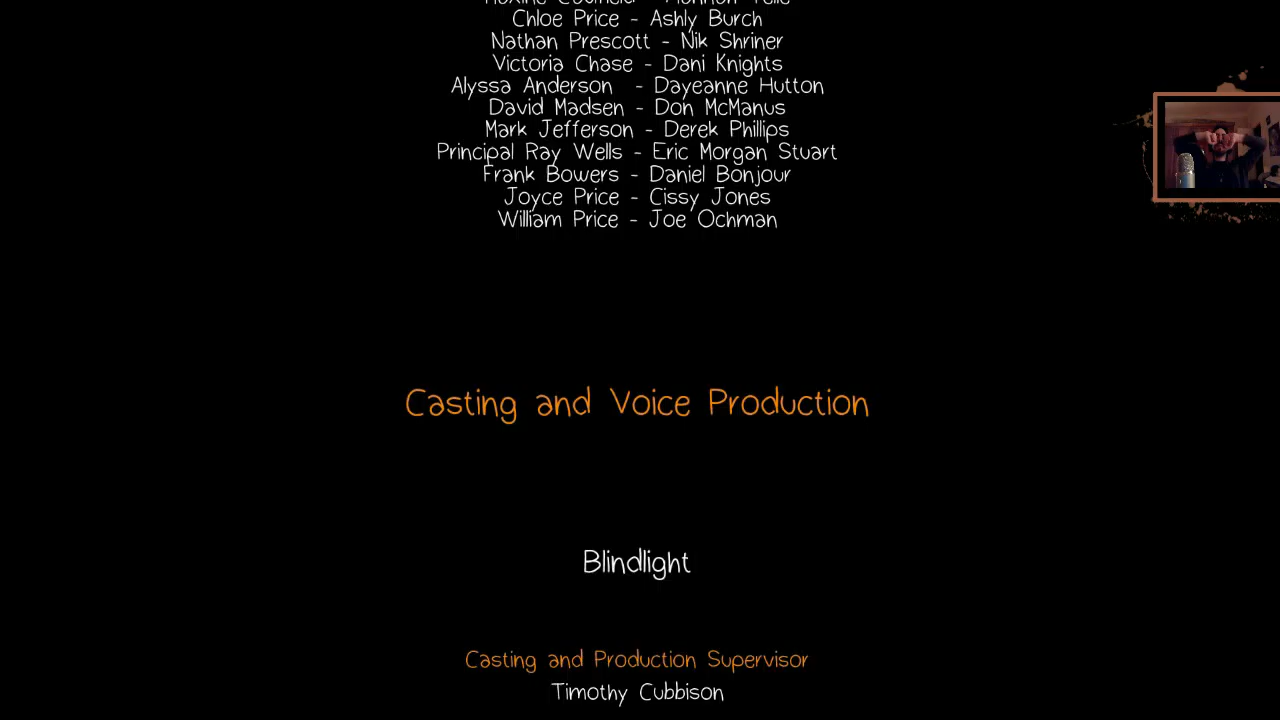 Chloe Price - Ashly Burch
Nathan Prescott - Nik Shriner
Victoria Chase - Dani Knights
Alyssa Anderson - Dayeanne Hutton
David Madsen - Don McManus
Mark Jefferson - Derek Phillips
Principal Ray Wells - Eric Morgan Stuart
Frank Bowers - Daniel Bonjour
Joyce Price - Cissy Jones
William Price - Joe Ochman
Casting and Voice Production
Blindlight
Casting and Production Supervisor
Timothy Cubbison